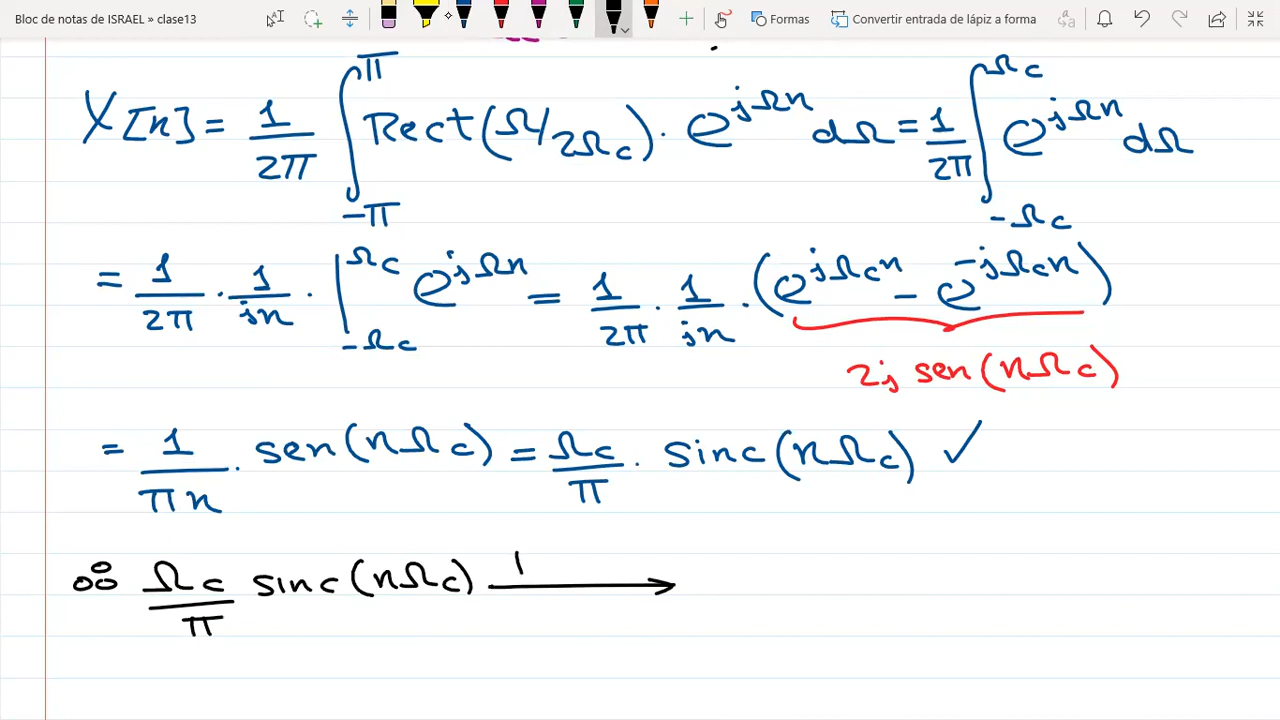 Bloc de notas de ISRAEL » clase13
Formas
Convertir entrada de lápiz a forma
X[n] = 1/2π ∫_{-π}^{π} Rect(Ω/2Ωc) · e^{jΩn} dΩ = 1/2π ∫_{-Ωc}^{Ωc} e^{jΩn} dΩ
= 1/2π · 1/jn · |_{-Ωc}^{Ωc} e^{jΩn} = 1/2π · 1/jn · (e^{jΩcn} - e^{-jΩcn})
2j sen(nΩc)
= 1/πn · sen(nΩc) = Ωc/π · sinc(nΩc) ✓
∴ Ωc/π sinc(nΩc) →